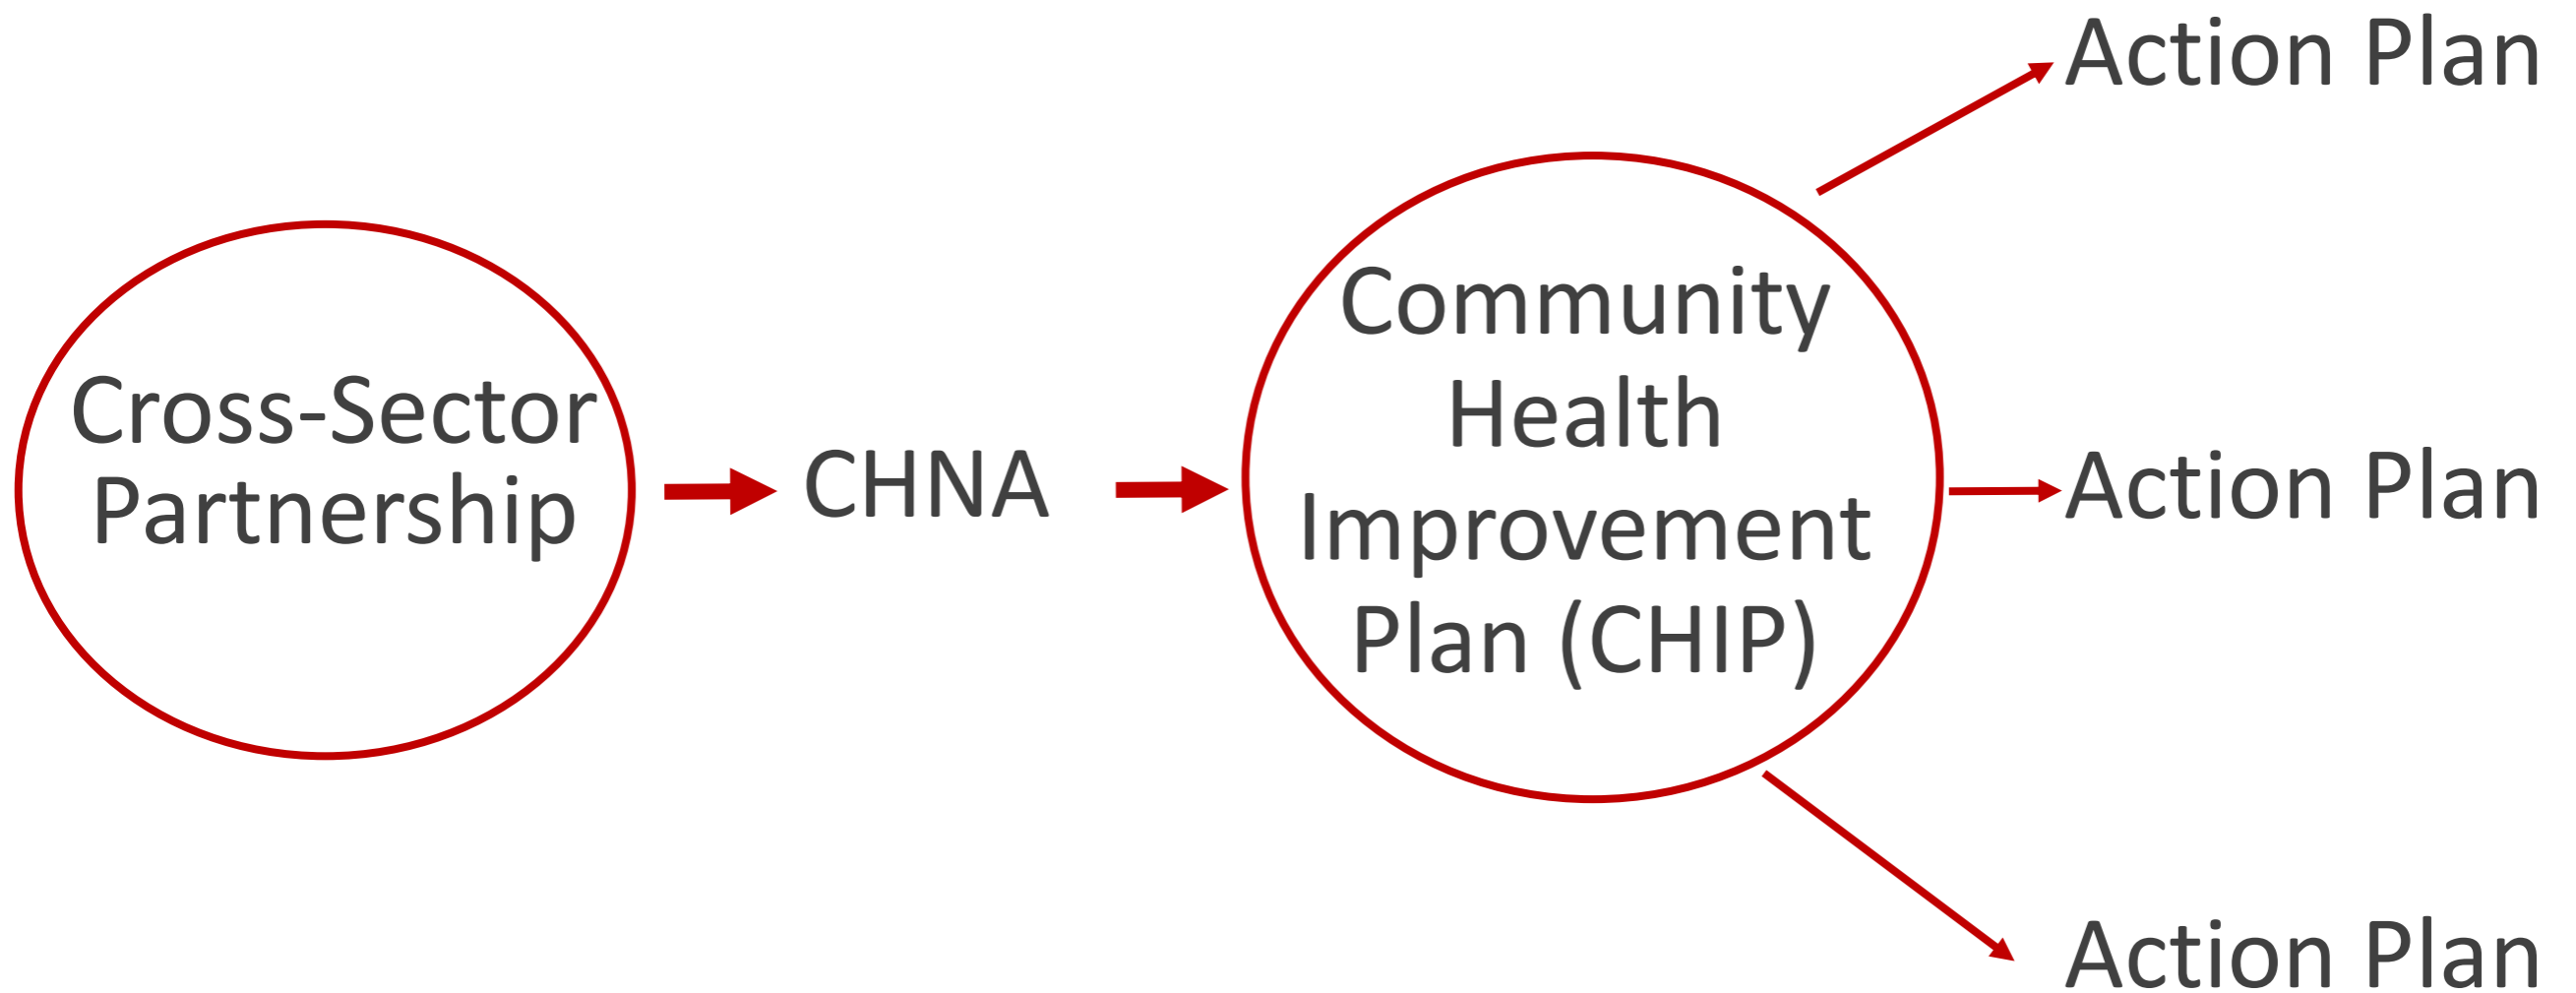 Cross-Sector
Partnership
CHNA
Community
Health
Improvement
Plan (CHIP)
Action Plan
Action Plan
Action Plan